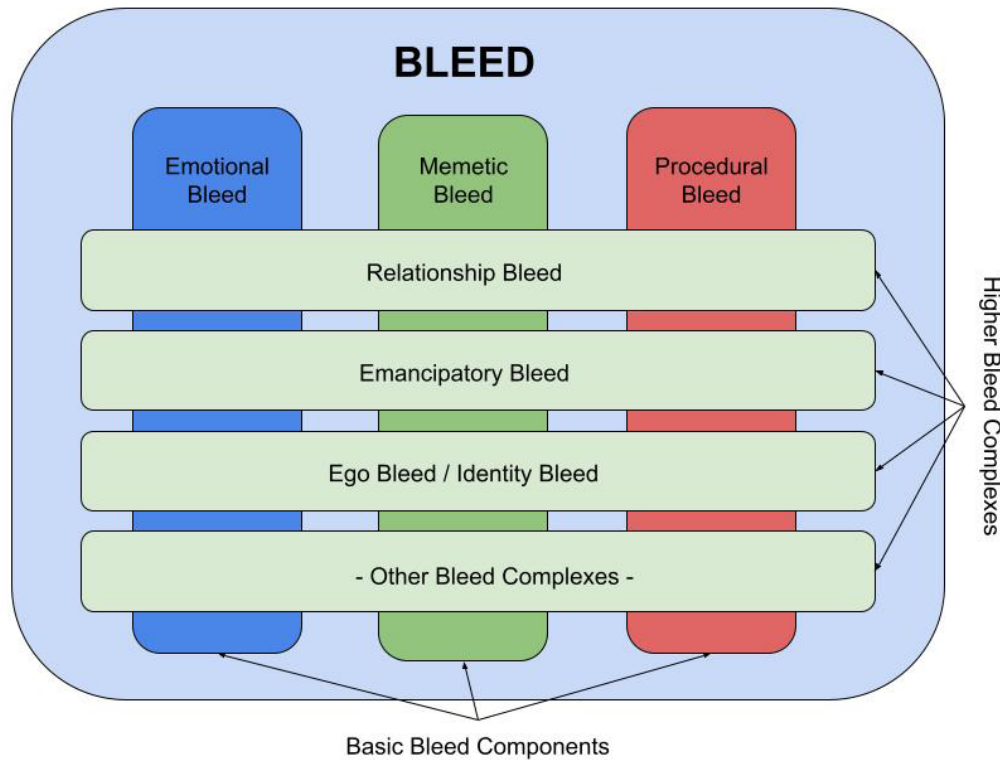 BLEED
Emotional
Bleed
Memetic
Bleed
Procedural
Bleed
Relationship Bleed
Emancipatory Bleed
Ego Bleed / Identity Bleed
- Other Bleed Complexes -
Higher Bleed Complexes
Basic Bleed Components